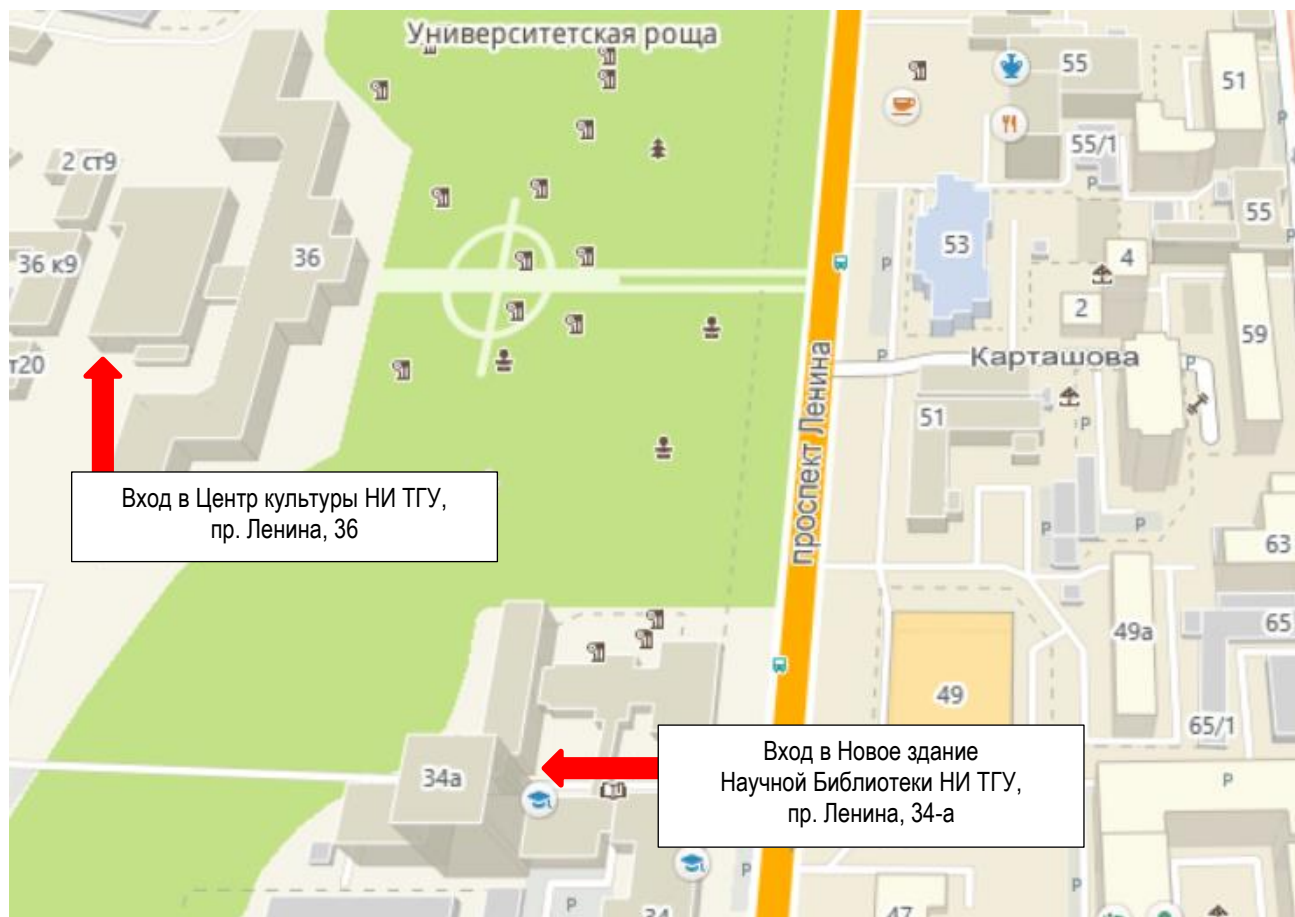 Университетская роща
55
51
2 ст9
55/1
P
P
55
36 к9
36
53
P
4
P
2
P
59
т20
Карташова
P
проспект Ленина
51
P
Вход в Центр культуры НИ ТГУ,
пр. Ленина, 36
P
P
63
49а
65
49
65/1
Вход в Новое здание
Научной Библиотеки НИ ТГУ,
пр. Ленина, 34-а
34а
P
P
P
P
34
47